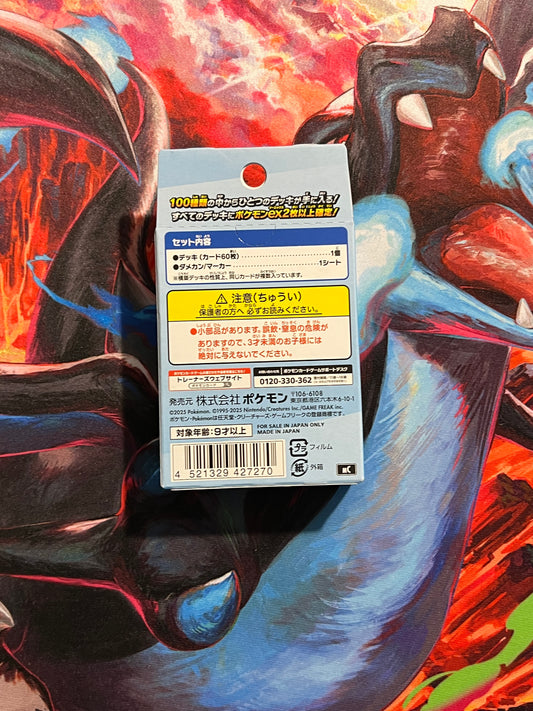 100種類の中からひとつのデッキが手に入る!
すべてのデッキにポケモンex2枚以上確定!
セット内容
●デッキ(カード60枚) 1個
●ダメカン/マーカー 1シート
※構築デッキの性質上、同じカードが複数入っています。
注意(ちゅうい)
保護者の方へ 必ずお読みください。
●小部品があります。誤飲・窒息の危険が
ありますので、3才未満のお子様には
絶対に与えないでください。
トレーナーズウェブサイト
ポケモンカードゲームサポートデスク
0120-330-362
発売元 株式会社ポケモン 〒106-6108
東京都港区六本木6-10-1
©2025 Pokémon. ©1995-2025 Nintendo/Creatures Inc./GAME FREAK inc.
ポケモン・Pokémonは任天堂・クリーチャーズ・ゲームフリークの登録商標です。
対象年齢:9才以上
FOR SALE IN JAPAN ONLY
MADE IN JAPAN
4 521329 427270
プラ フィルム
紙 外箱
mC